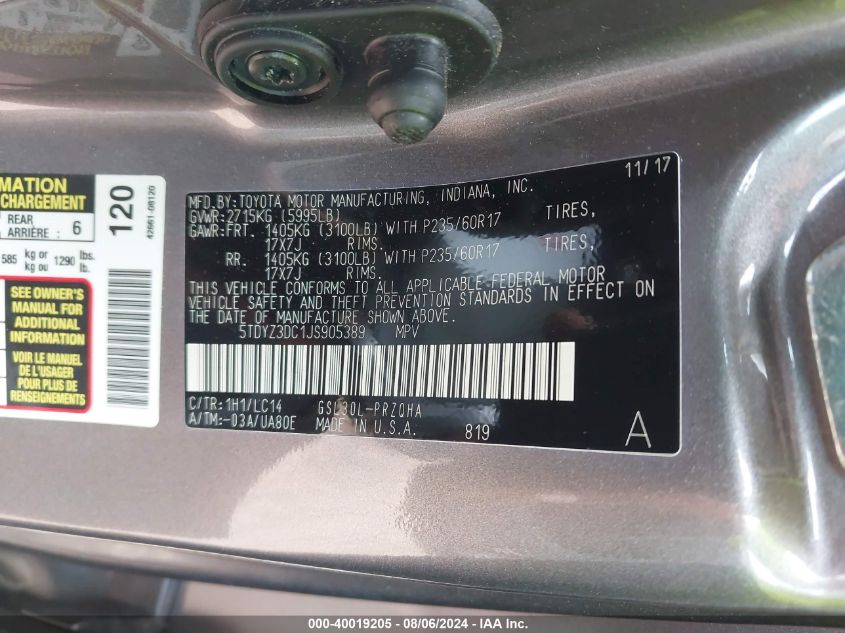 11/17
MFD.BY:TOYOTA MOTOR MANUFACTURING, INDIANA, INC.
GVWR:2715KG (5995LB)
GAWR:FRT. 1405KG (3100LB) WITH P235/60R17 TIRES,
17X7J RIMS.
RR. 1405KG (3100LB) WITH P235/60R17 TIRES,
17X7J RIMS.
THIS VEHICLE CONFORMS TO ALL APPLICABLE FEDERAL MOTOR
VEHICLE SAFETY AND THEFT PREVENTION STANDARDS IN EFFECT ON
THE DATE OF MANUFACTURE SHOWN ABOVE.
5TDYZ3DC1JS905389 MPV
C/TR:1H1/LC14 GSL30L-PRZQHA
A/TM:-03A/UA80E MADE IN U.S.A. 819 A
MATION
CHARGEMENT
REAR
ARRIÈRE : 6
585 kg or 1290 lbs.
kg ou lb.
SEE OWNER'S
MANUAL FOR
ADDITIONAL
INFORMATION
VOIR LE MANUEL
DE L'USAGER
POUR PLUS DE
RENSEIGNEMENTS
120
42661-08120
000-40019205 - 08/06/2024 - IAA Inc.